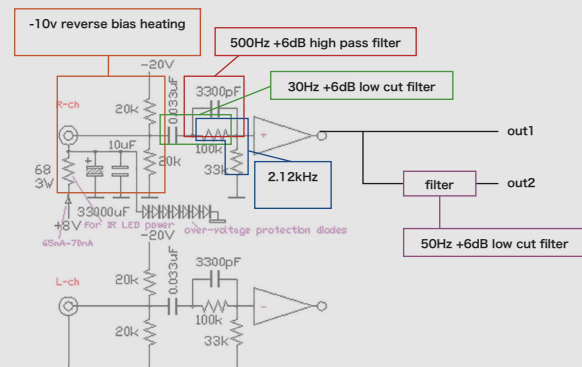 -10v reverse bias heating
500Hz +6dB high pass filter
-20V
30Hz +6dB low cut filter
R-ch
20k
0.033uF
3300pF
+
out1
10uF
20k
100k
33k
68
3W
+
2.12kHz
filter
out2
33000uF
+8V
for IR LED power
over-voltage protection diodes
65mA-70mA
50Hz +6dB low cut filter
-20V
L-ch
20k
0.033uF
3300pF
-
20k
100k
33k